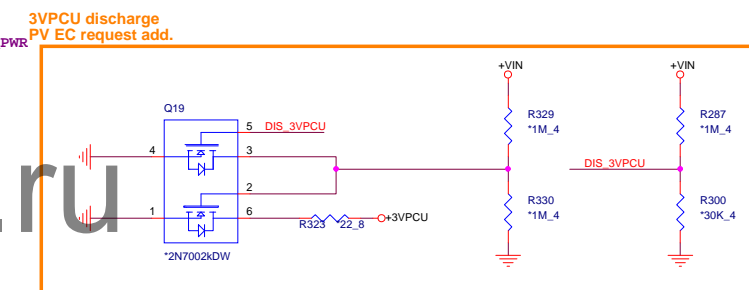 3VPCU discharge
PWR PV EC request add.
+VIN +VIN
Q19
R329 R287
*1M_4 *1M_4
5 DIS_3VPCU
4 3
DIS_3VPCU
2
R330 R300
*1M_4 *30K_4
1 6
R323 22_8 +3VPCU
*2N7002kDW
.ru